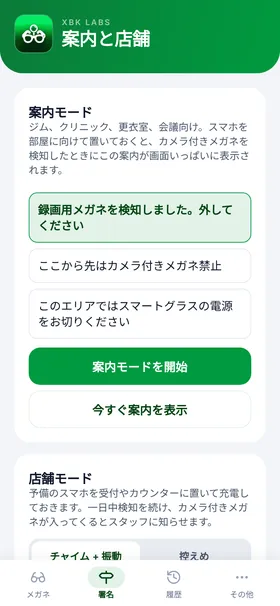 XBK LABS
案内と店舗
案内モード
ジム、クリニック、更衣室、会議向け。スマホを
部屋に向けて置いておくと、カメラ付きメガネを
検知したときにこの案内が画面いっぱいに表示さ
れます。
録画用メガネを検知しました。外して
ください
ここから先はカメラ付きメガネ禁止
このエリアではスマートグラスの電源
をお切りください
案内モードを開始
今すぐ案内を表示
店舗モード
予備のスマホを受付やカウンターに置いて充電し
ておきます。一日中検知を続け、カメラ付きメガ
ネが入ってくるとスタッフに知らせます。
チャイム + 振動
控えめ
メガネ
署名
履歴
その他